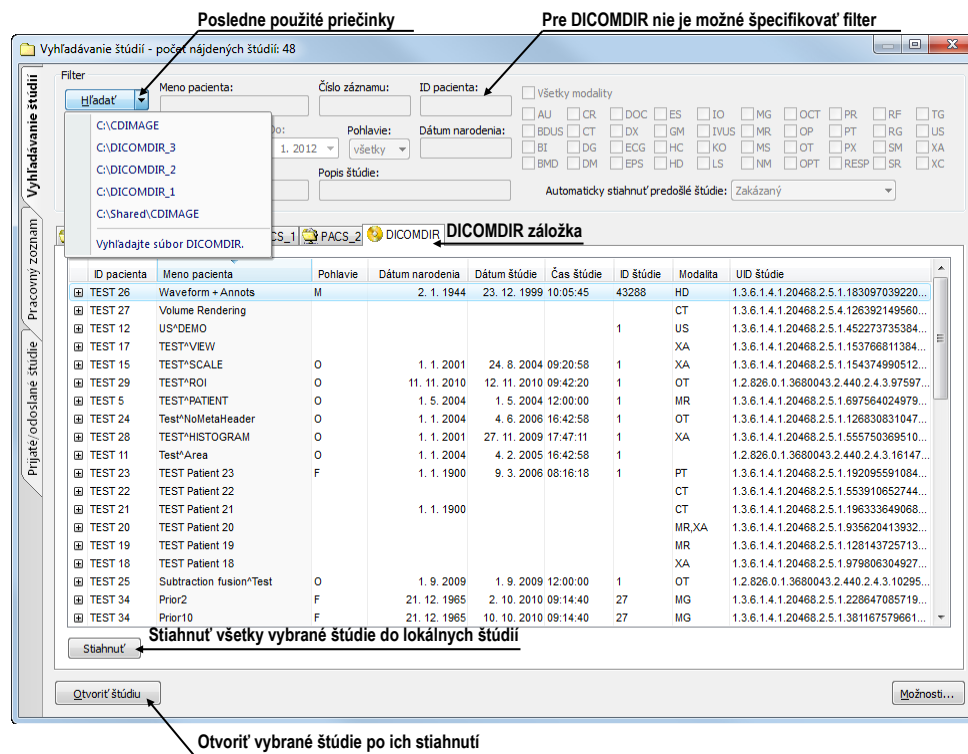 Posledne použité priečinky
Pre DICOMDIR nie je možné špecifikovať filter
Vyhľadávanie štúdií - počet nájdených štúdií: 48
Vyhľadávanie štúdií
Pracovný zoznam
Prijaté/odoslané štúdie
Filter
Hľadať
Meno pacienta:
Číslo záznamu:
ID pacienta:
Do:
Pohlavie:
Dátum narodenia:
1. 2012
všetky
Popis štúdie:
C:\CDIMAGE
C:\DICOMDIR_3
C:\DICOMDIR_2
C:\DICOMDIR_1
C:\Shared\CDIMAGE
Vyhľadajte súbor DICOMDIR.
Všetky modality
AU CR DOC ES IO MG OCT PR RF TG
BDUS CT DX GM IVUS MR OP PT RG US
BI DG ECG HC KO MS OT PX SM XA
BMD DM EPS HD LS NM OPT RESP SR XC
Automaticky stiahnuť predošlé štúdie: Zakázaný
CS_1 PACS_2 DICOMDIR
DICOMDIR záložka
ID pacienta Meno pacienta Pohlavie Dátum narodenia Dátum štúdie Čas štúdie ID štúdie Modalita UID štúdie
TEST 26 Waveform + Annots M 2. 1. 1944 23. 12. 1999 10:05:45 43288 HD 1.3.6.1.4.1.20468.2.5.1.183097039220...
TEST 27 Volume Rendering CT 1.3.6.1.4.1.20468.2.5.4.126392149560...
TEST 12 US^DEMO 1 US 1.3.6.1.4.1.20468.2.5.1.452273735384...
TEST 17 TEST^VIEW XA 1.3.6.1.4.1.20468.2.5.1.153766811384...
TEST 15 TEST^SCALE O 1. 1. 2001 24. 8. 2004 09:20:58 1 XA 1.3.6.1.4.1.20468.2.5.1.154374990512...
TEST 29 TEST^ROI O 11. 11. 2010 12. 11. 2010 09:42:20 1 OT 1.2.826.0.1.3680043.2.440.2.4.3.97597...
TEST 5 TEST^PATIENT O 1. 5. 2004 1. 5. 2004 12:00:00 1 MR 1.3.6.1.4.1.20468.2.5.1.697564024979...
TEST 24 Test^NoMetaHeader O 1. 1. 2004 4. 6. 2006 16:42:58 1 OT 1.3.6.1.4.1.20468.2.5.1.126830831047...
TEST 28 TEST^HISTOGRAM O 1. 1. 2001 27. 11. 2009 17:47:11 1 XA 1.3.6.1.4.1.20468.2.5.1.555750369510...
TEST 11 Test^Area O 1. 1. 2004 4. 2. 2005 16:42:58 1 1.2.826.0.1.3680043.2.440.2.4.3.16147...
TEST 23 TEST Patient 23 F 1. 1. 1900 9. 3. 2006 08:16:18 1 PT 1.3.6.1.4.1.20468.2.5.1.192095591084...
TEST 22 TEST Patient 22 CT 1.3.6.1.4.1.20468.2.5.1.553910652744...
TEST 21 TEST Patient 21 1. 1. 1900 CT 1.3.6.1.4.1.20468.2.5.1.196333649068...
TEST 20 TEST Patient 20 MR,XA 1.3.6.1.4.1.20468.2.5.1.935620413932...
TEST 19 TEST Patient 19 MR 1.3.6.1.4.1.20468.2.5.1.128143725713...
TEST 18 TEST Patient 18 XA 1.3.6.1.4.1.20468.2.5.1.979806304927...
TEST 25 Subtraction fusion^Test O 1. 9. 2009 1. 9. 2009 12:00:00 1 OT 1.2.826.0.1.3680043.2.440.2.4.3.10295...
TEST 34 Prior2 F 21. 12. 1965 2. 10. 2010 09:14:40 27 MG 1.3.6.1.4.1.20468.2.5.1.228647085719...
TEST 34 Prior10 F 21. 12. 1965 10. 10. 2010 09:14:40 27 MG 1.3.6.1.4.1.20468.2.5.1.381167579661...
Stiahnuť všetky vybrané štúdie do lokálnych štúdií
Stiahnuť
Otvoriť štúdiu
Možnosti...
Otvoriť vybrané štúdie po ich stiahnutí